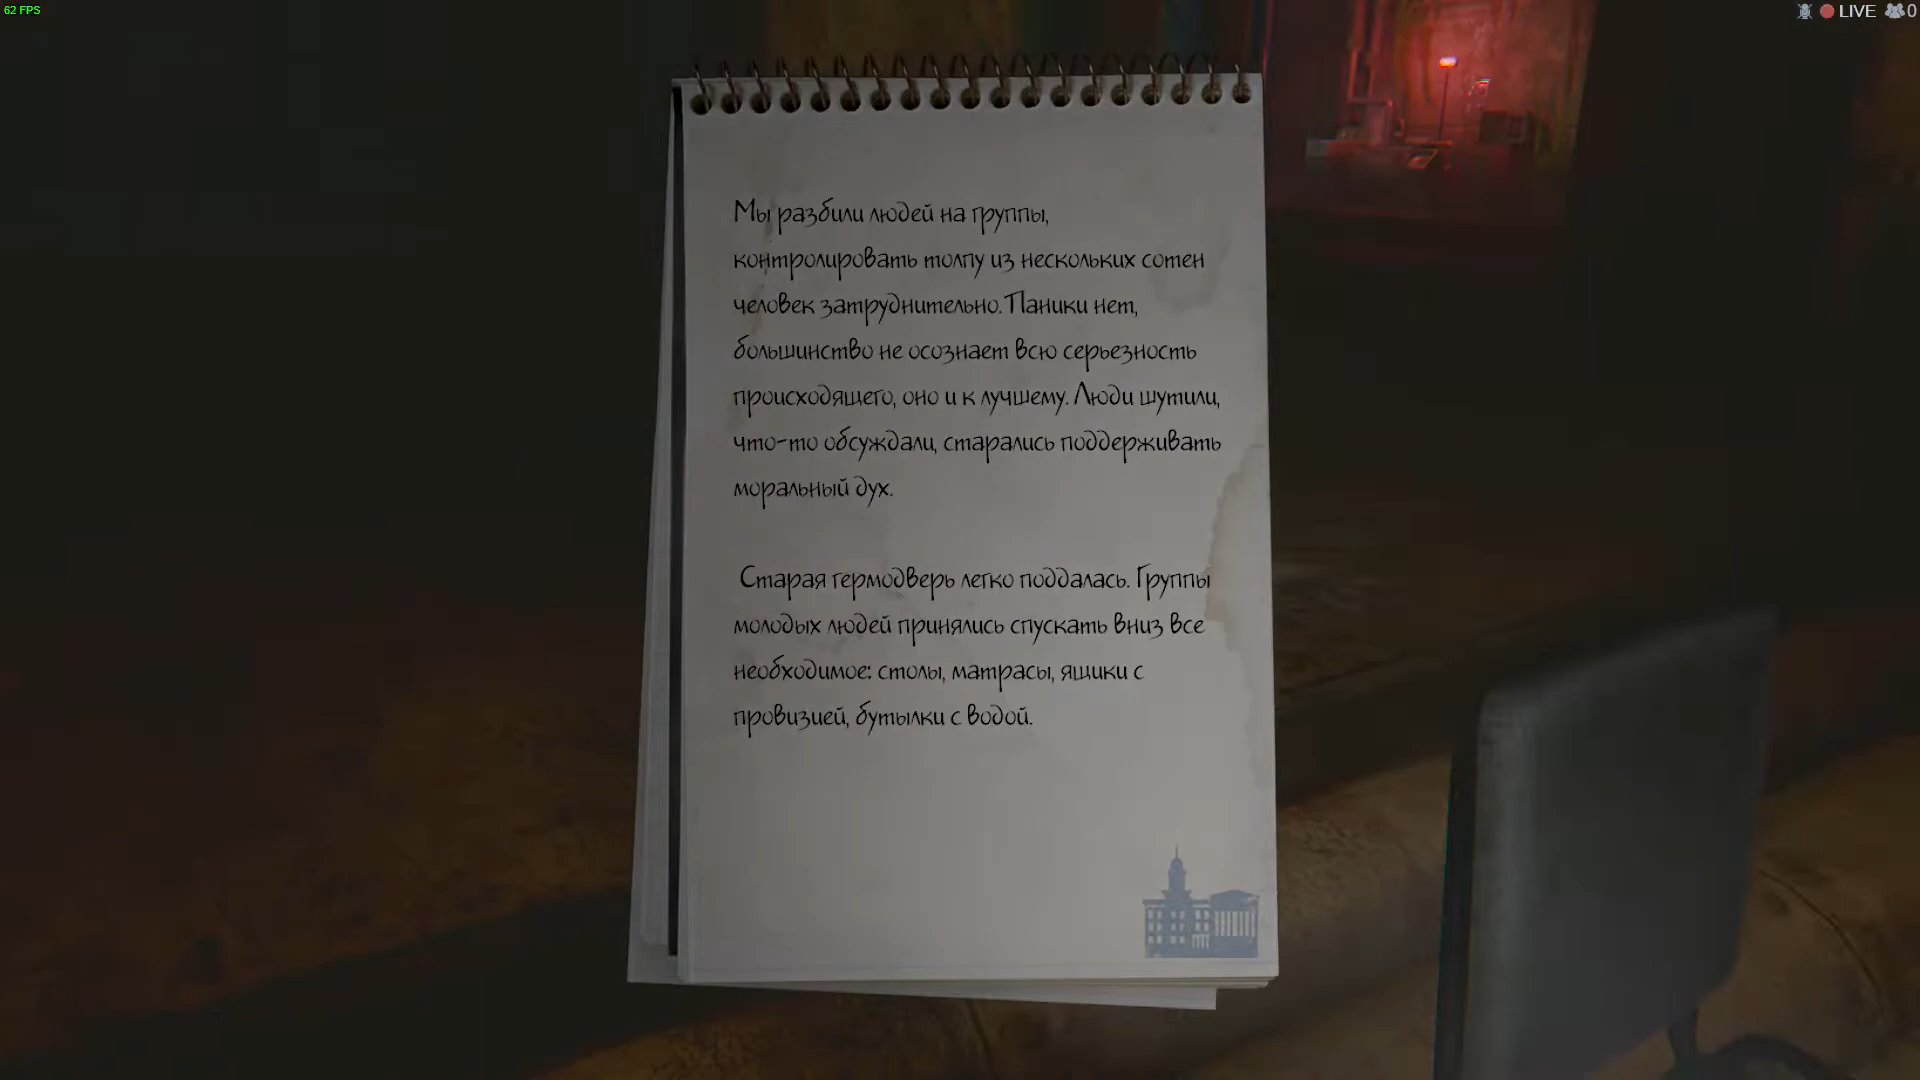 62 FPS
LIVE 0
Мы разбили людей на группы,
контролировать толпу из нескольких сотен
человек затруднительно. Паники нет,
большинство не осознает всю серьезность
происходящего, оно и к лучшему. Люди шутили,
что-то обсуждали, старались поддерживать
моральный дух.
Старая гермодверь легко поддалась. Группы
молодых людей принялись спускать вниз все
необходимое: столы, матрасы, ящики с
провизией, бутылки с водой.